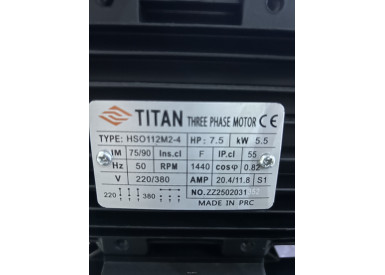 TITAN THREE PHASE MOTOR CE
TYPE: HSO112M2-4 HP: 7.5 kW 5.5
IM 75/90 Ins.cl F IP.cl 55
Hz 50 RPM 1440 cosφ 0.82
V 220/380 AMP 20.4/11.8 S1
220 380 NO.ZZ2502031
MADE IN PRC